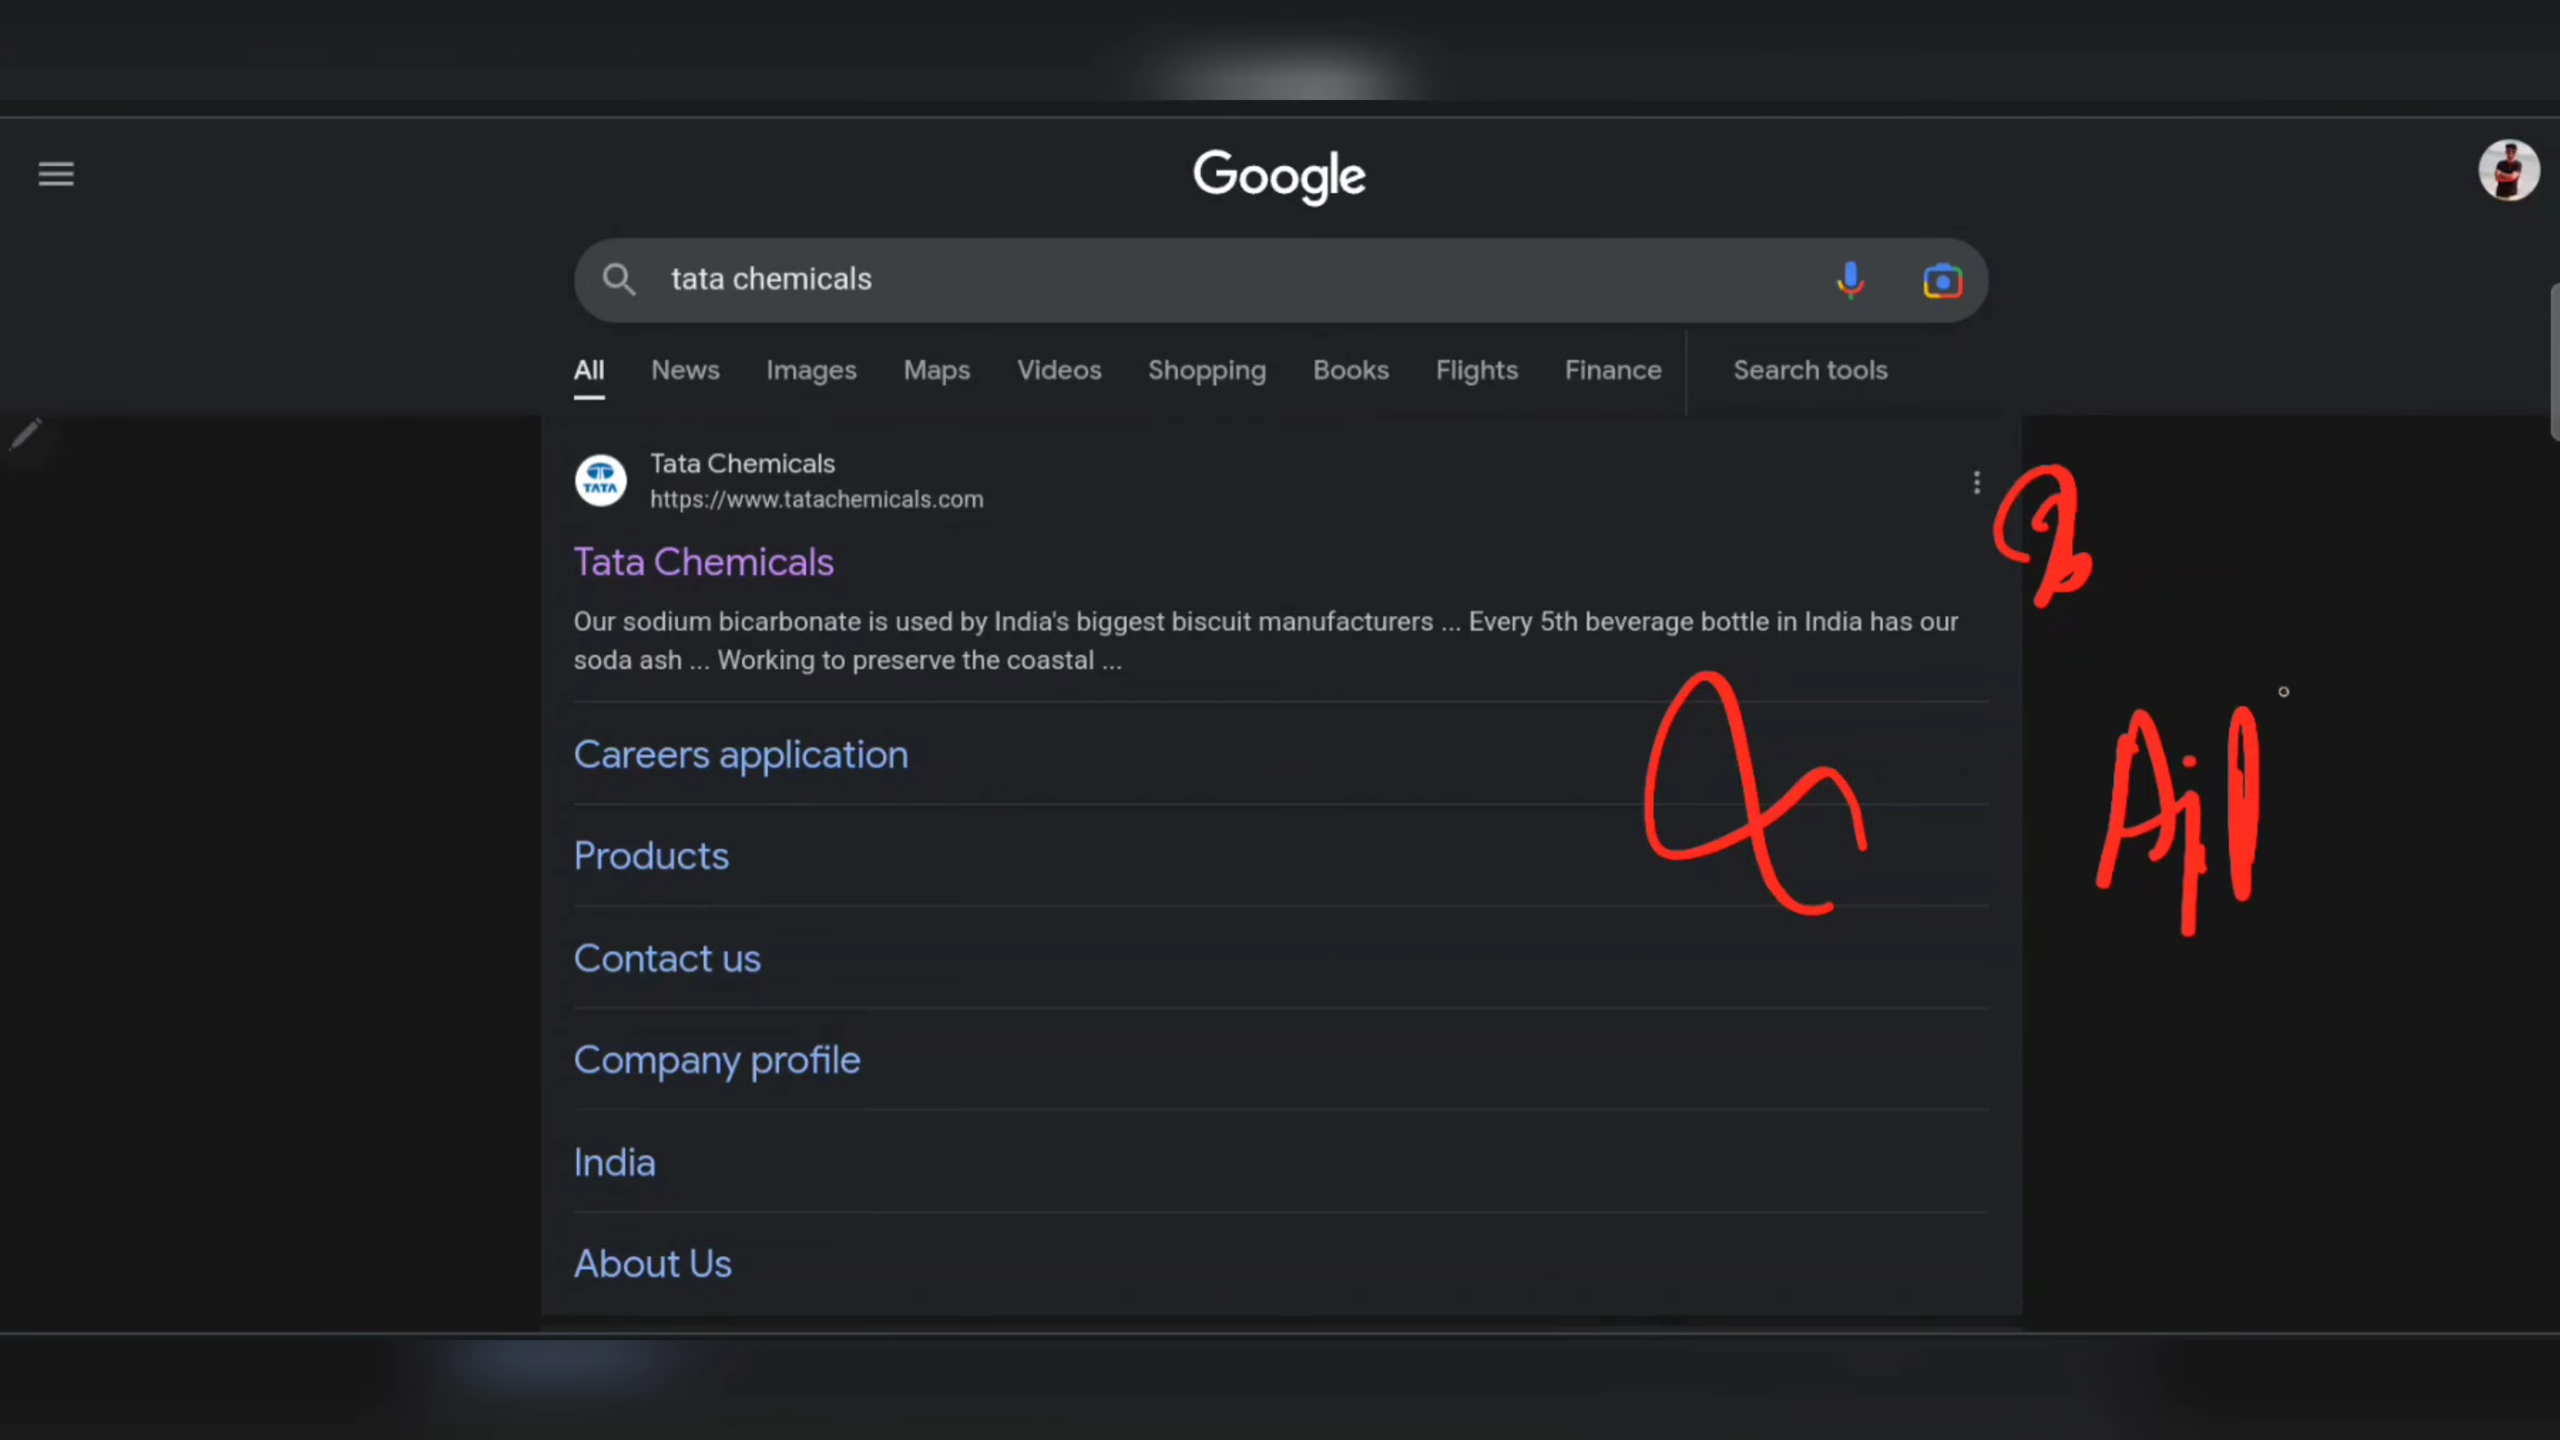 Google
tata chemicals
All News Images Maps Videos Shopping Books Flights Finance Search tools
TATA
Tata Chemicals
https://www.tatachemicals.com
Tata Chemicals
Our sodium bicarbonate is used by India's biggest biscuit manufacturers ... Every 5th beverage bottle in India has our
soda ash ... Working to preserve the coastal ...
Careers application
Products
Contact us
Company profile
India
About Us